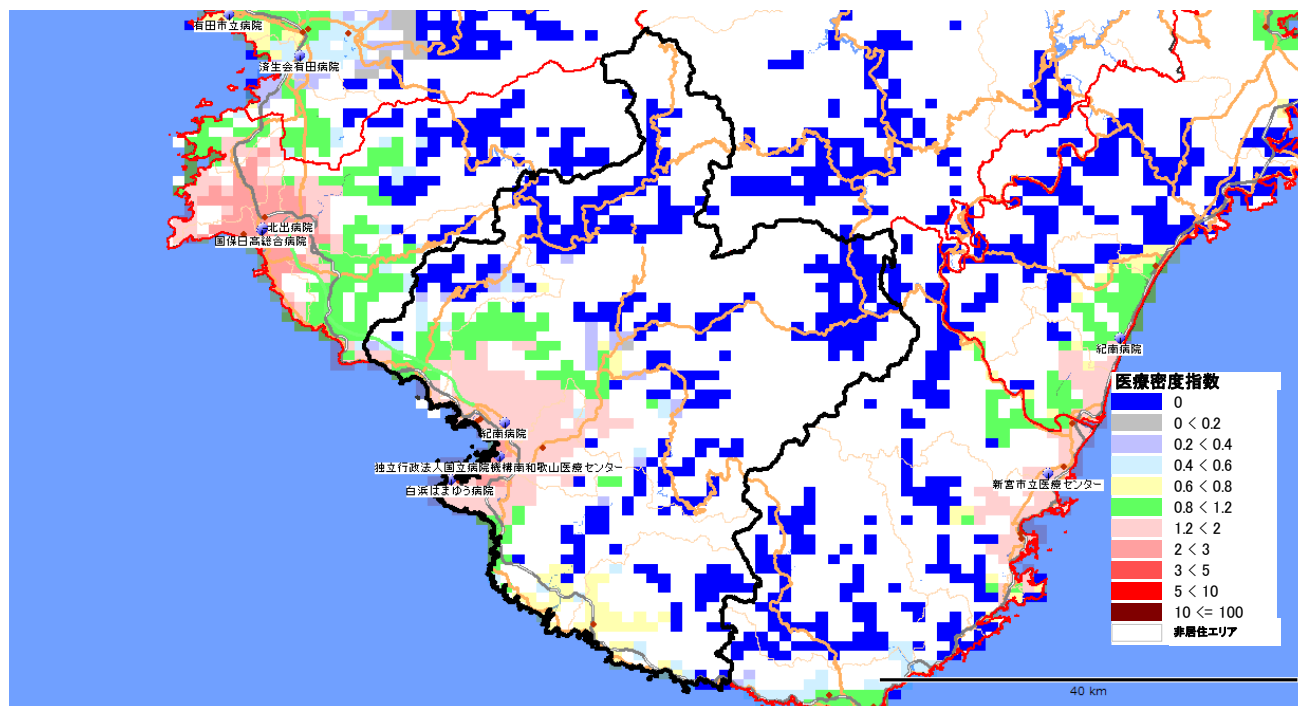 有田市立病院
済生会有田病院
北出病院
国保日高総合病院
紀南病院
独立行政法人国立病院機構南和歌山医療センター
白浜はまゆう病院
紀南病院
新宮市立医療センター
医療密度指数
0
0 < 0.2
0.2 < 0.4
0.4 < 0.6
0.6 < 0.8
0.8 < 1.2
1.2 < 2
2 < 3
3 < 5
5 < 10
10 <= 100
非居住エリア
40 km